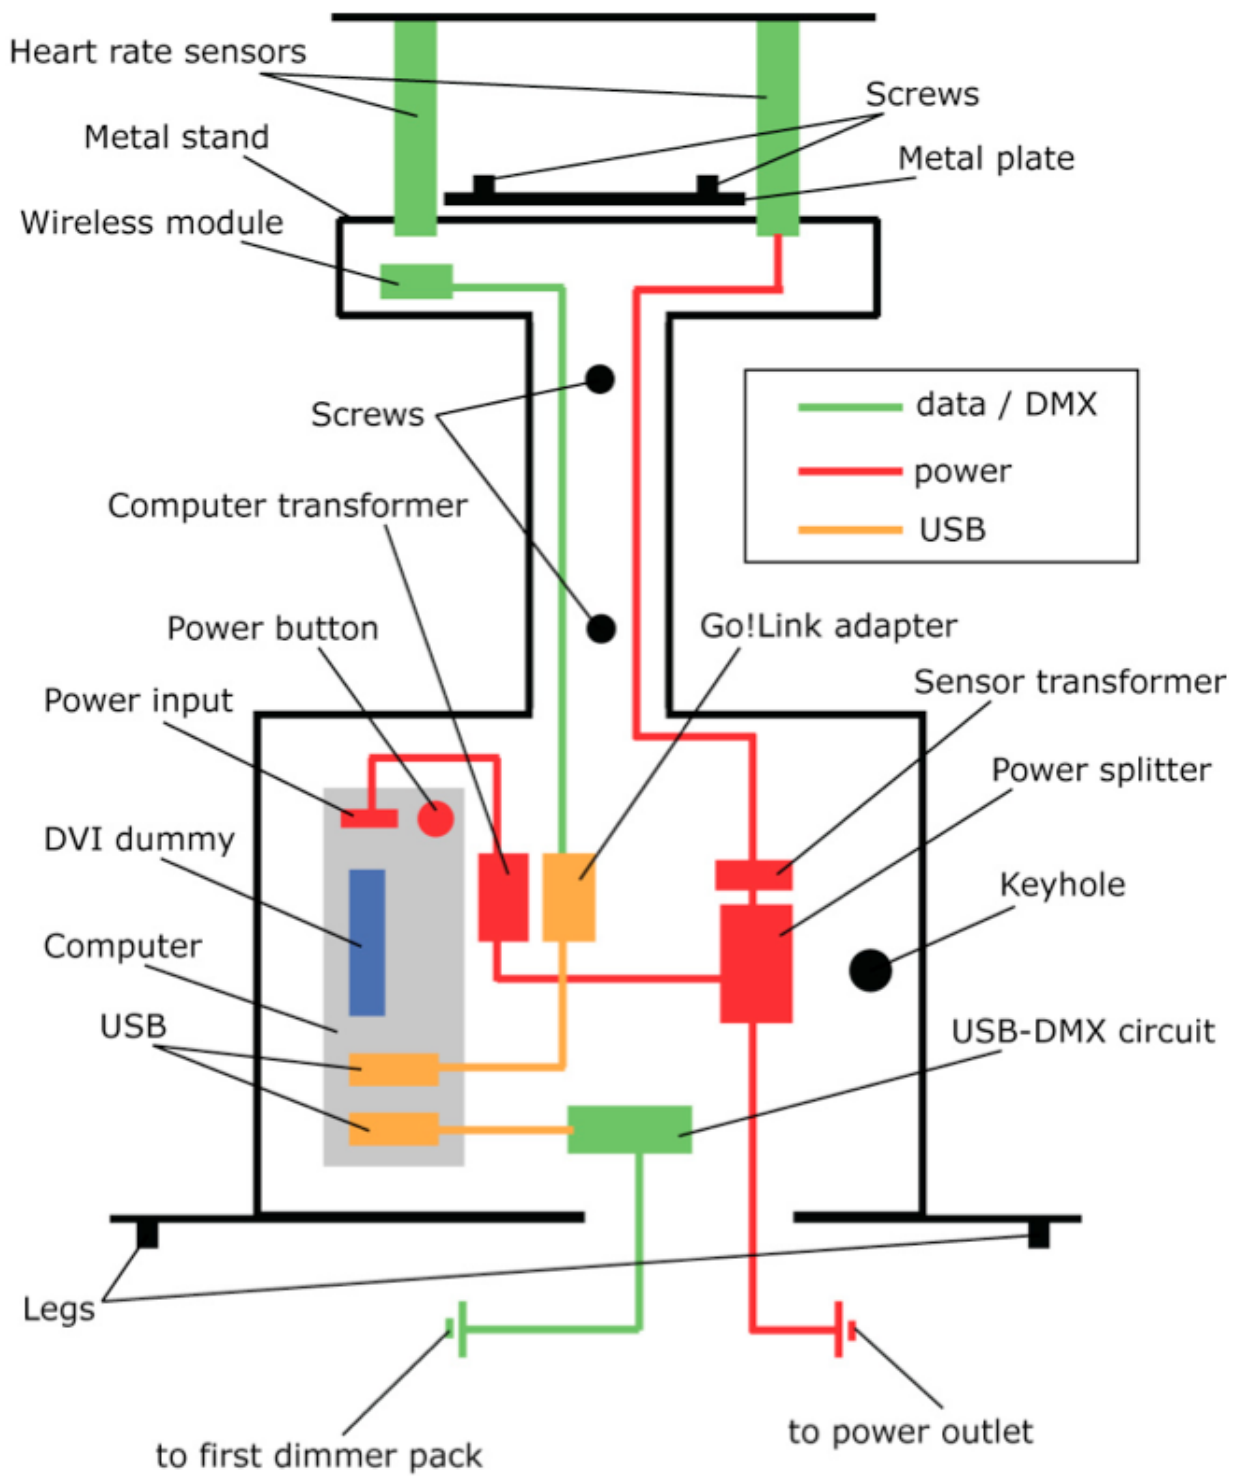 Heart rate sensors
Screws
Metal stand
Metal plate
Wireless module
data / DMX
Screws
power
Computer transformer
USB
Power button
Go!Link adapter
Sensor transformer
Power input
Power splitter
DVI dummy
Keyhole
Computer
USB
USB-DMX circuit
Legs
to power outlet
to first dimmer pack